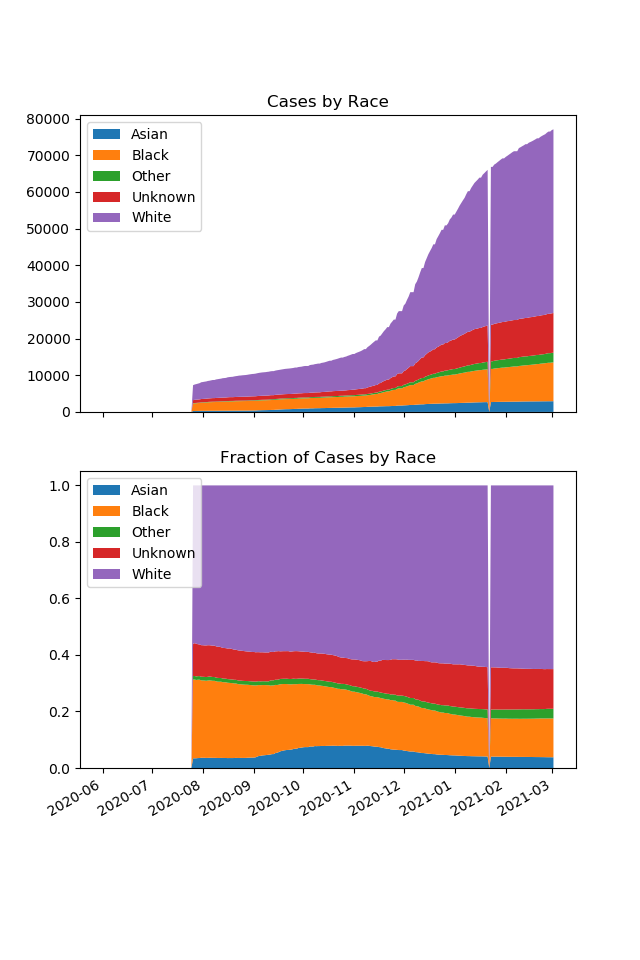 Cases by Race
80000
70000
60000
50000
40000
30000
20000
10000
0
Asian
Black
Other
Unknown
White
Fraction of Cases by Race
1.0
0.8
0.6
0.4
0.2
0.0
Asian
Black
Other
Unknown
White
2020-06
2020-07
2020-08
2020-09
2020-10
2020-11
2020-12
2021-01
2021-02
2021-03